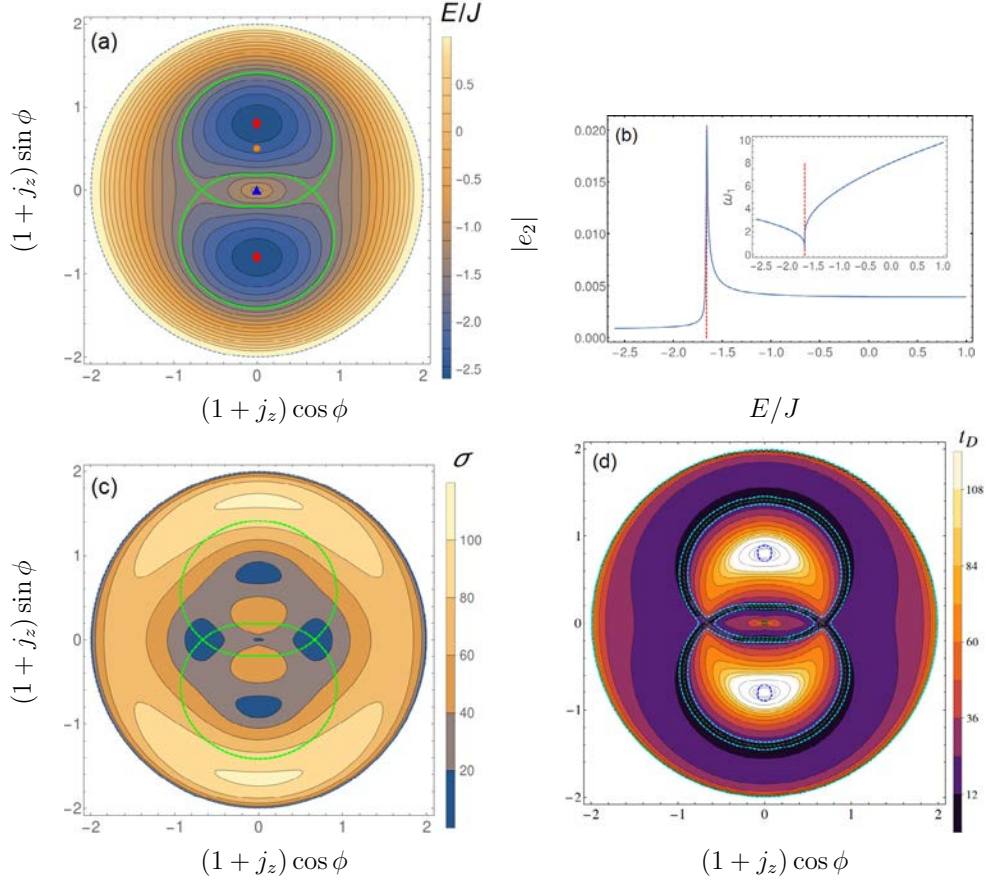 E/J
(a)
(1 + j_z) sin ϕ
2
1
0
−1
−2
−2 −1 0 1 2
0.5
0
−0.5
−1.0
−1.5
−2.0
−2.5
(1 + j_z) cos ϕ
(b)
|e_2|
0.020
0.015
0.010
0.005
0.000
−2.5 −2.0 −1.5 −1.0 −0.5 0.0 0.5 1.0
ω_1
10
8
6
4
2
0
−2.5 −2.0 −1.5 −1.0 −0.5 0.0 0.5 1.0
E/J
σ
(c)
(1 + j_z) sin ϕ
2
1
0
−1
−2
−2 −1 0 1 2
100
80
60
40
20
(1 + j_z) cos ϕ
t_D
(d)
2
1
0
−1
−2
−2 −1 0 1 2
108
84
60
36
12
(1 + j_z) cos ϕ